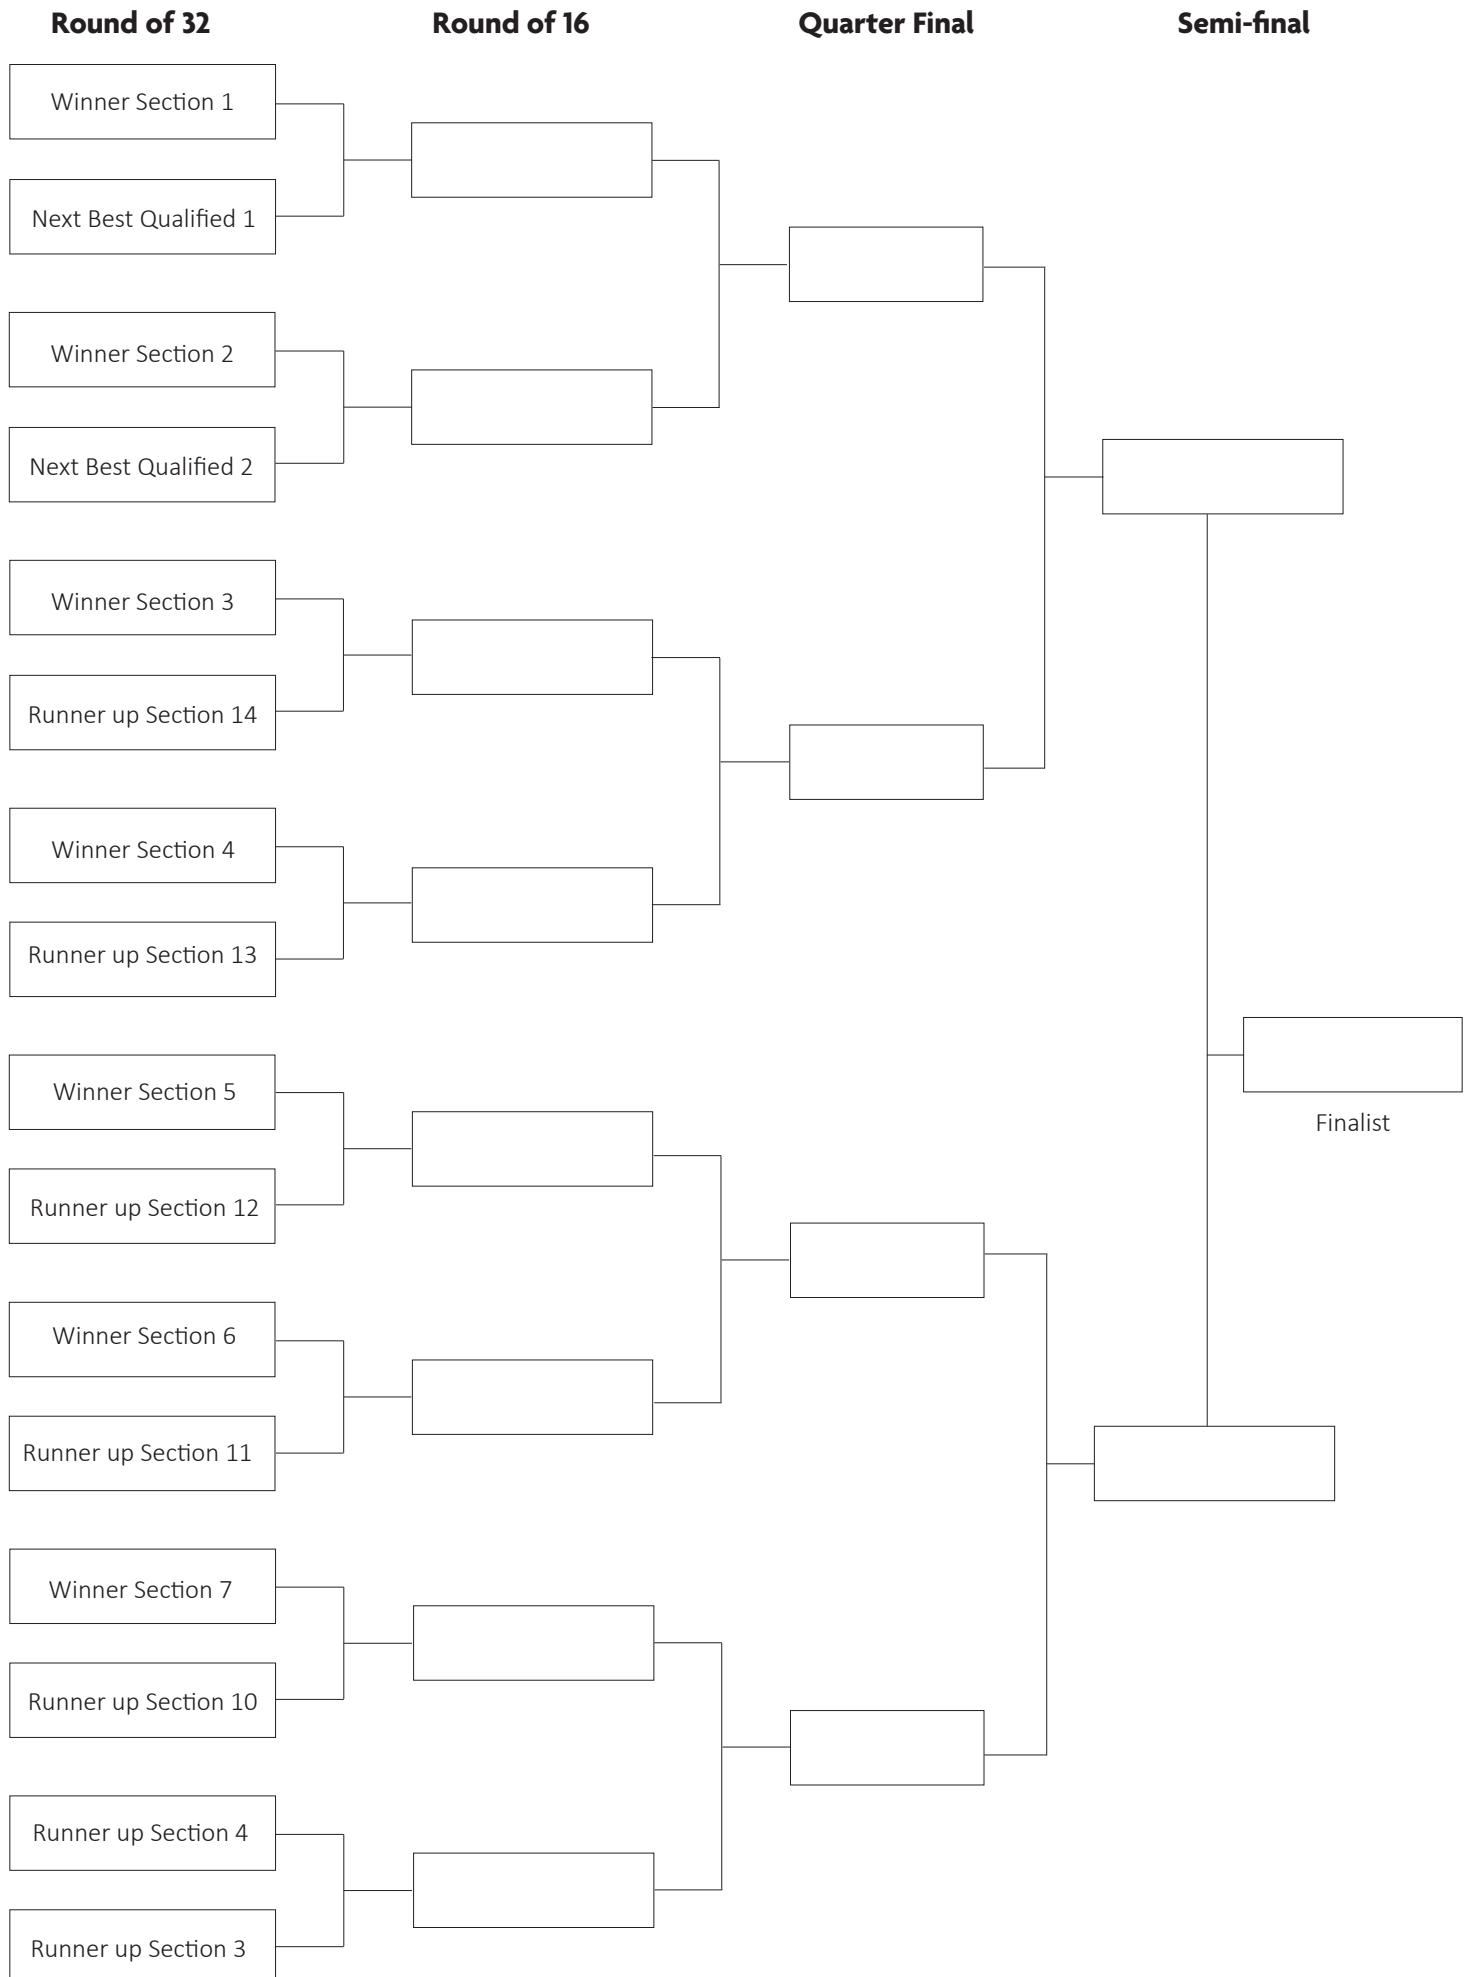 Round of 32
Round of 16
Quarter Final
Semi-final
Winner Section 1
Next Best Qualified 1
Winner Section 2
Next Best Qualified 2
Winner Section 3
Runner up Section 14
Winner Section 4
Runner up Section 13
Winner Section 5
Runner up Section 12
Winner Section 6
Runner up Section 11
Winner Section 7
Runner up Section 10
Runner up Section 4
Runner up Section 3
Finalist